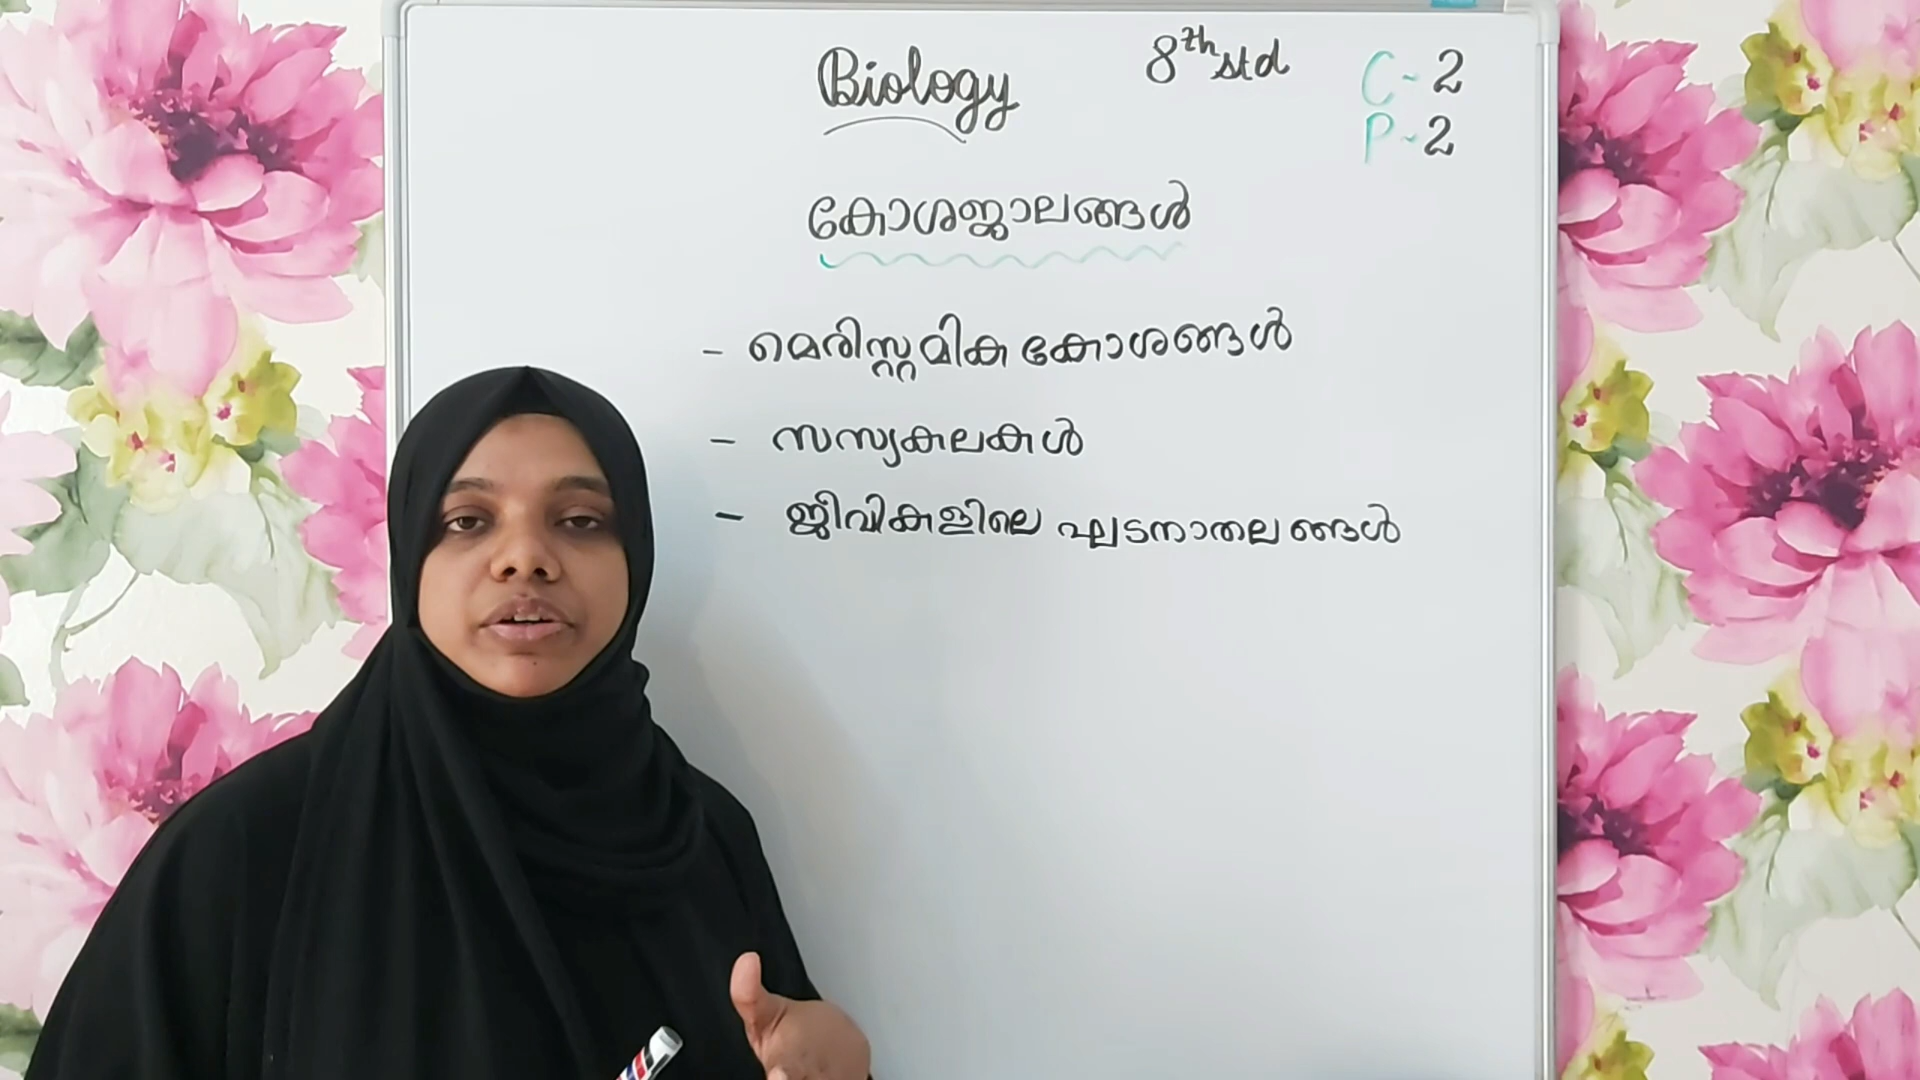 Biology 8th std C-2
P-2
കോശജാലങ്ങൾ
- മെരിസ്റ്റമിക കോശങ്ങൾ
- സസ്യകലകൾ
- ജീവികളിലെ ഘടനാതലങ്ങൾ